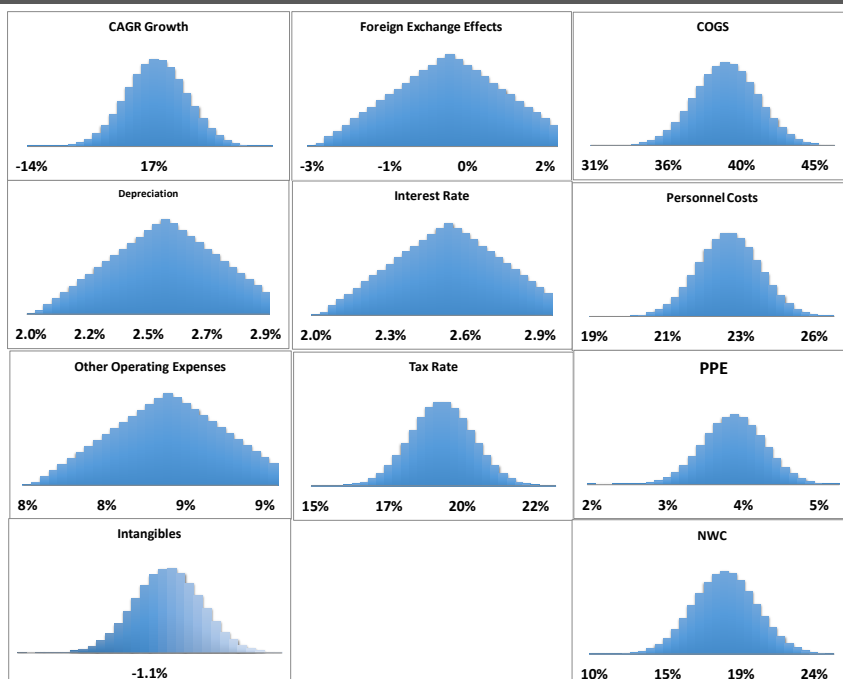 CAGR Growth
-14% 17%
Foreign Exchange Effects
-3% -1% 0% 2%
COGS
31% 36% 40% 45%
Depreciation
2.0% 2.2% 2.5% 2.7% 2.9%
Interest Rate
2.0% 2.3% 2.6% 2.9%
Personnel Costs
19% 21% 23% 26%
Other Operating Expenses
8% 8% 9% 9%
Tax Rate
15% 17% 20% 22%
PPE
2% 3% 4% 5%
Intangibles
-1.1%
NWC
10% 15% 19% 24%